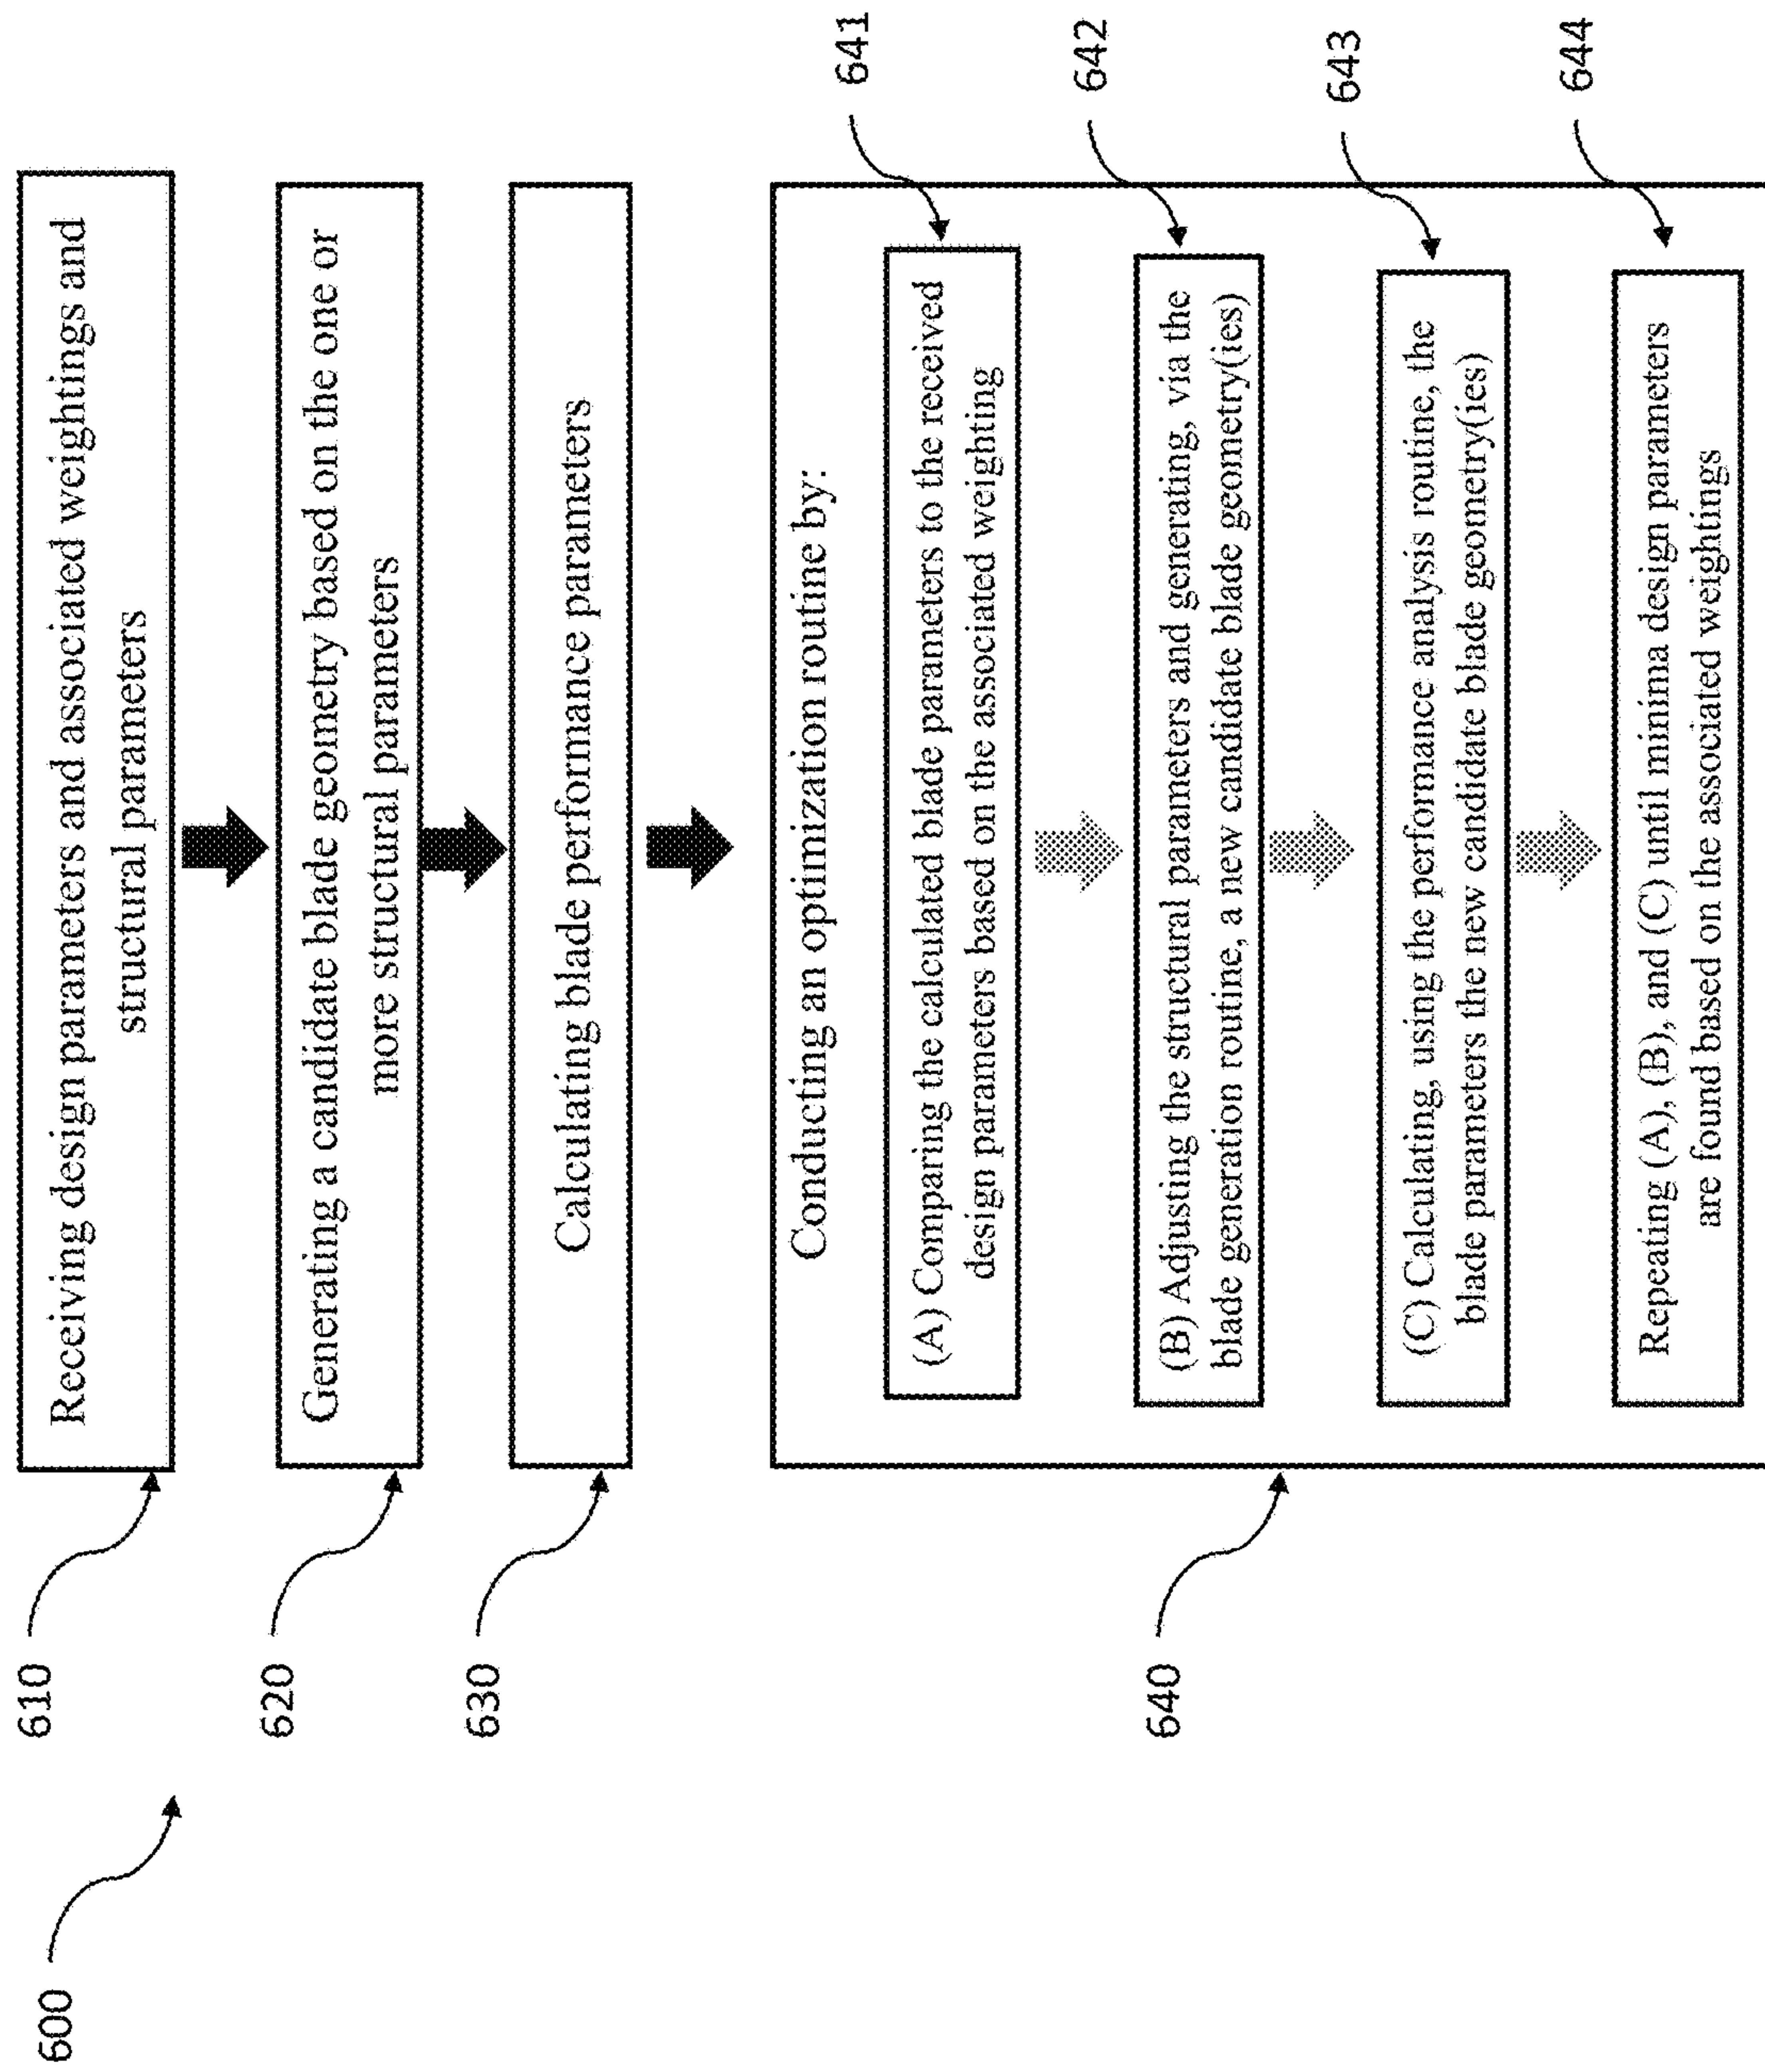 600
610
Receiving design parameters and associated weightings and
structural parameters
620
Generating a candidate blade geometry based on the one or
more structural parameters
630
Calculating blade performance parameters
640
Conducting an optimization routine by:
(A) Comparing the calculated blade parameters to the received
design parameters based on the associated weighting
641
(B) Adjusting the structural parameters and generating, via the
blade generation routine, a new candidate blade geometry(ies)
642
(C) Calculating, using the performance analysis routine, the
blade parameters the new candidate blade geometry(ies)
643
Repeating (A), (B), and (C) until minima design parameters
are found based on the associated weightings
644